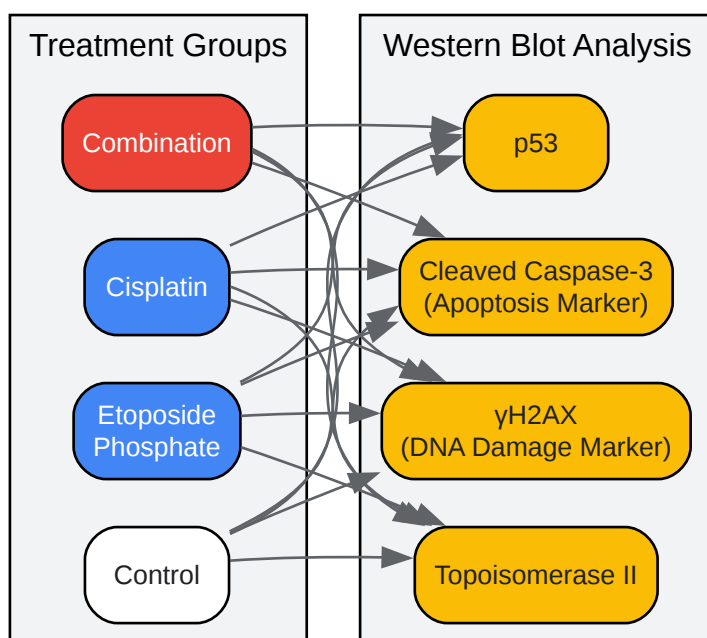 Treatment Groups
Combination
Cisplatin
Etoposide
Phosphate
Control
Western Blot Analysis
p53
Cleaved Caspase-3
(Apoptosis Marker)
γH2AX
(DNA Damage Marker)
Topoisomerase II